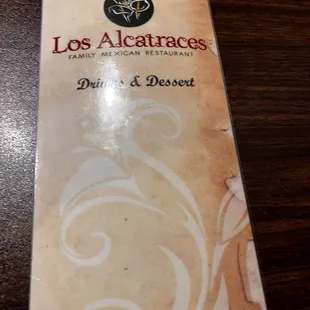 Los Alcatraces
FAMILY MEXICAN RESTAURANT
Drinks & Dessert